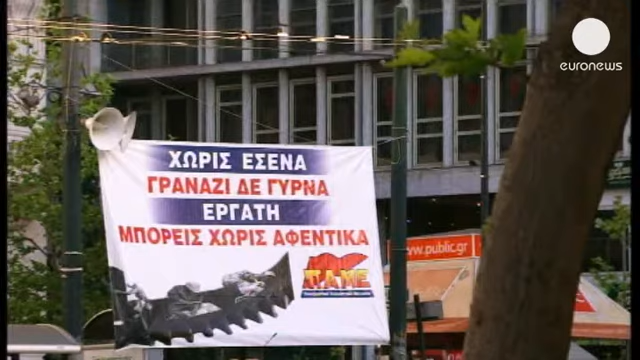 euronews
ΧΩΡΙΣ ΕΣΕΝΑ
ΓΡΑΝΑΖΙ ΔΕ ΓΥΡΝΑ
ΕΡΓΑΤΗ
ΜΠΟΡΕΙΣ ΧΩΡΙΣ ΑΦΕΝΤΙΚΑ
ΠΑΜΕ
www.public.gr